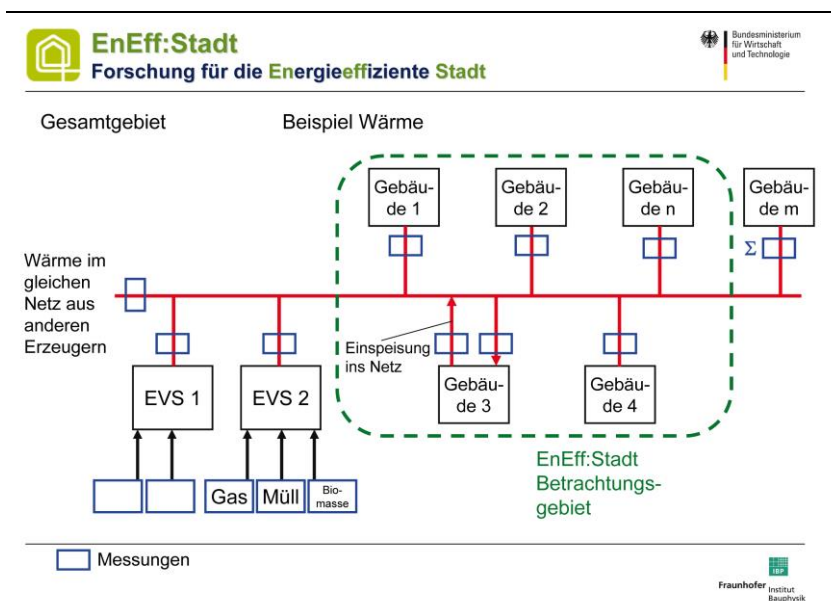 EnEff:Stadt
Forschung für die Energieeffiziente Stadt
Bundesministerium
für Wirtschaft
und Technologie
Gesamtgebiet
Beispiel Wärme
Gebäu-
de 1
Gebäu-
de 2
Gebäu-
de n
Gebäu-
de m
Σ
Wärme im
gleichen
Netz aus
anderen
Erzeugern
Einspeisung
ins Netz
EVS 1
EVS 2
Gebäu-
de 3
Gebäu-
de 4
Gas
Müll
Bio-
masse
EnEff:Stadt
Betrachtungs-
gebiet
Messungen
IBP
Fraunhofer
Institut
Bauphysik